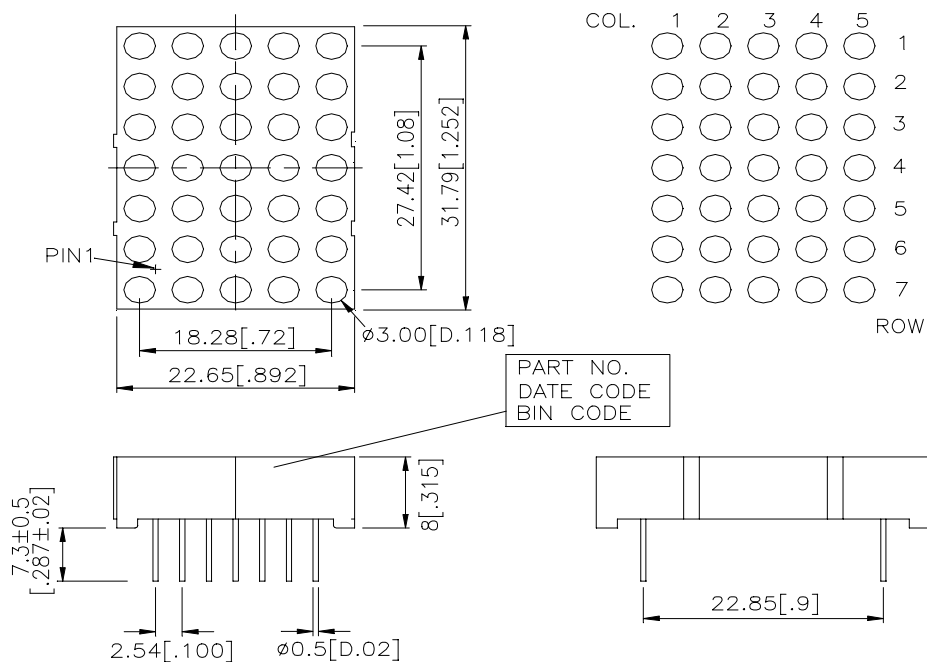 COL. 1 2 3 4 5
1
2
3
4
5
6
7
ROW
27.42[1.08]
31.79[1.252]
PIN1
18.28[.72]
ø3.00[D.118]
22.65[.892]
PART NO.
DATE CODE
BIN CODE
8[.315]
7.3±0.5
[.287±.02]
2.54[.100]
ø0.5[D.02]
22.85[.9]